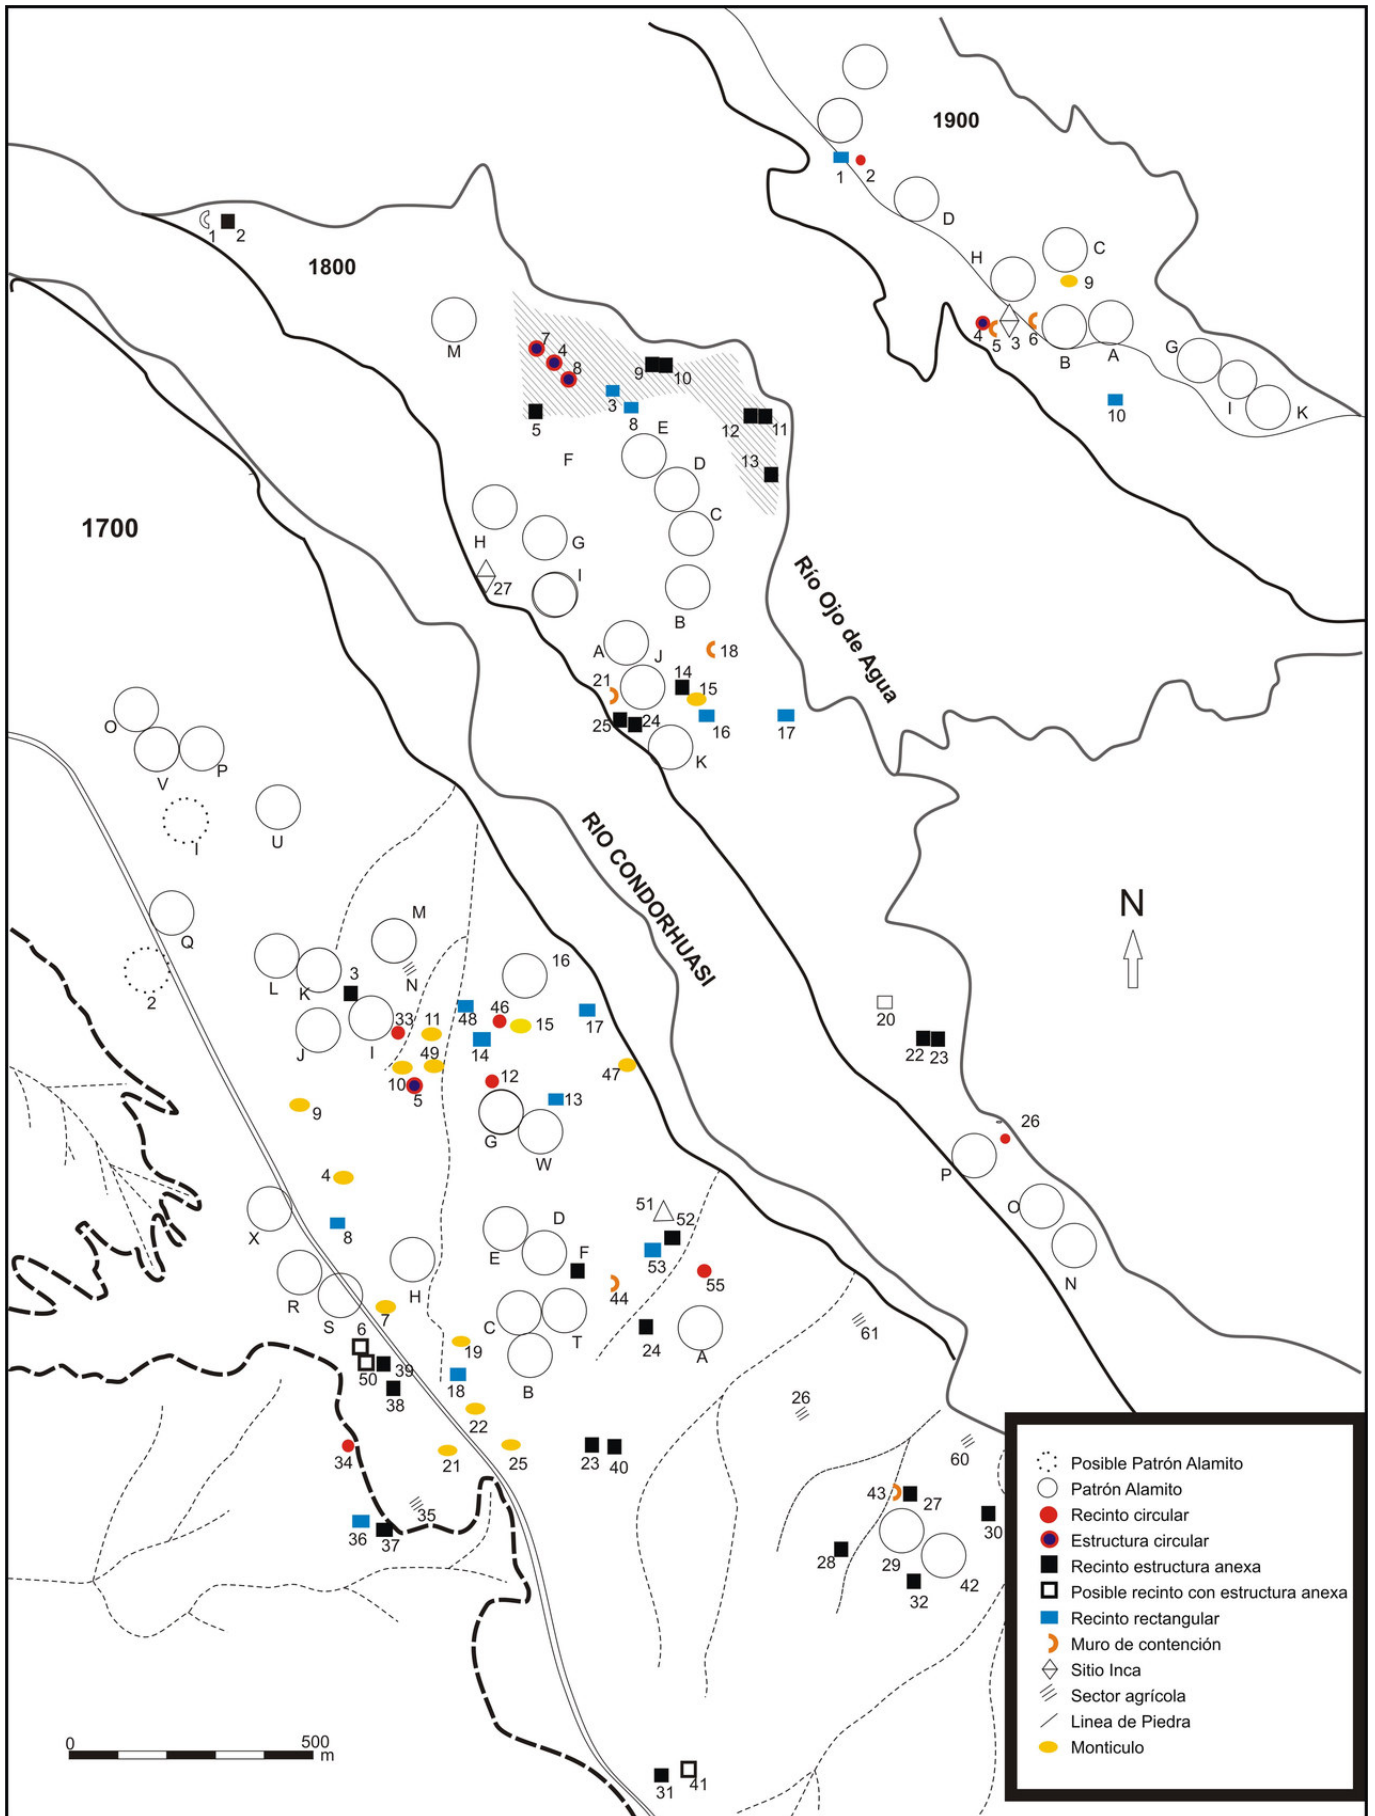 1900
1
2
D
C
H
9
4
5
3
6
B
A
G
I
K
10
1
2
1800
M
7
4
8
9
10
3
8
5
12
11
E
F
D
13
C
H
G
I
27
B
A
J
18
21
14
15
25
24
16
17
K
Río Ojo de Agua
1700
O
V
P
I
U
Q
2
RIO CONDORHUASI
N
M
L
K
3
N
16
J
I
33
11
48
46
15
17
14
49
10
5
12
47
9
G
13
W
20
22
23
26
P
O
N
4
8
X
R
S
H
7
E
D
F
51
52
53
55
44
C
T
B
24
A
61
6
50
39
38
19
18
22
26
60
34
21
25
23
40
35
36
37
43
27
30
28
29
42
32
31
41
0
500
m
Posible Patrón Alamito
Patrón Alamito
Recinto circular
Estructura circular
Recinto estructura anexa
Posible recinto con estructura anexa
Recinto rectangular
Muro de contención
Sitio Inca
Sector agrícola
Linea de Piedra
Monticulo